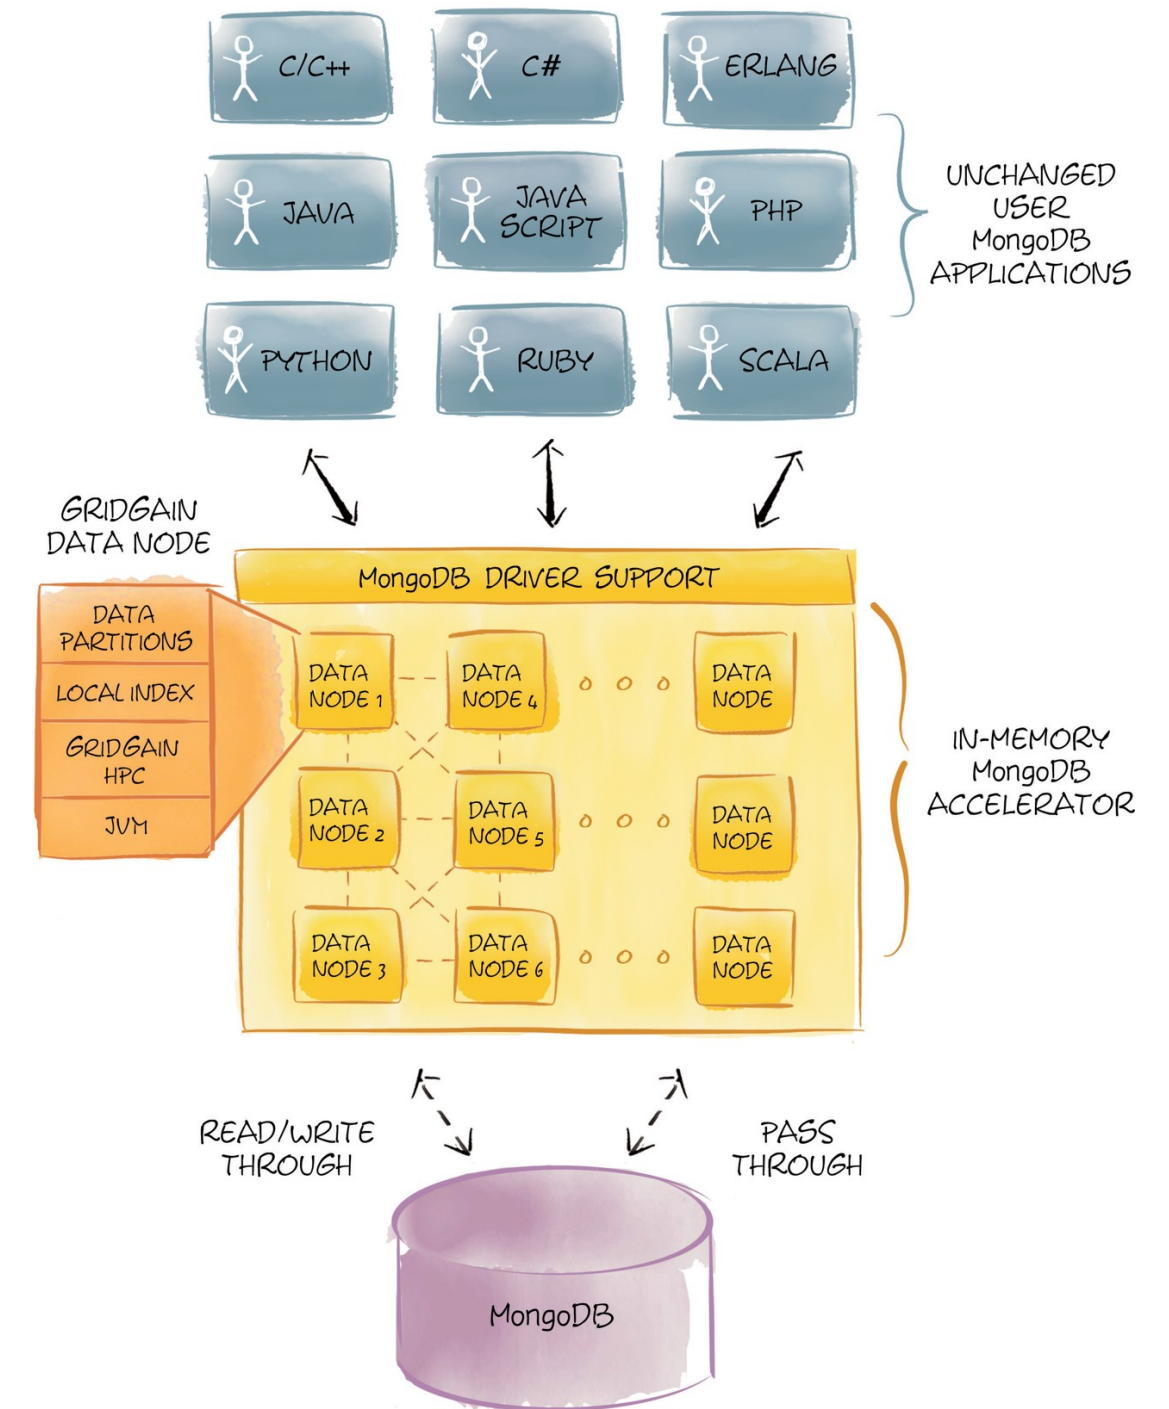 C/C++
C#
ERLANG
JAVA
JAVA
SCRIPT
PHP
PYTHON
RUBY
SCALA
UNCHANGED
USER
MongoDB
APPLICATIONS
GRIDGAIN
DATA NODE
DATA
PARTITIONS
LOCAL INDEX
GRIDGAIN
HPC
JVM
MongoDB DRIVER SUPPORT
DATA
NODE 1
DATA
NODE 4
DATA
NODE
DATA
NODE 2
DATA
NODE 5
DATA
NODE
DATA
NODE 3
DATA
NODE 6
DATA
NODE
IN-MEMORY
MongoDB
ACCELERATOR
READ/WRITE
THROUGH
PASS
THROUGH
MongoDB